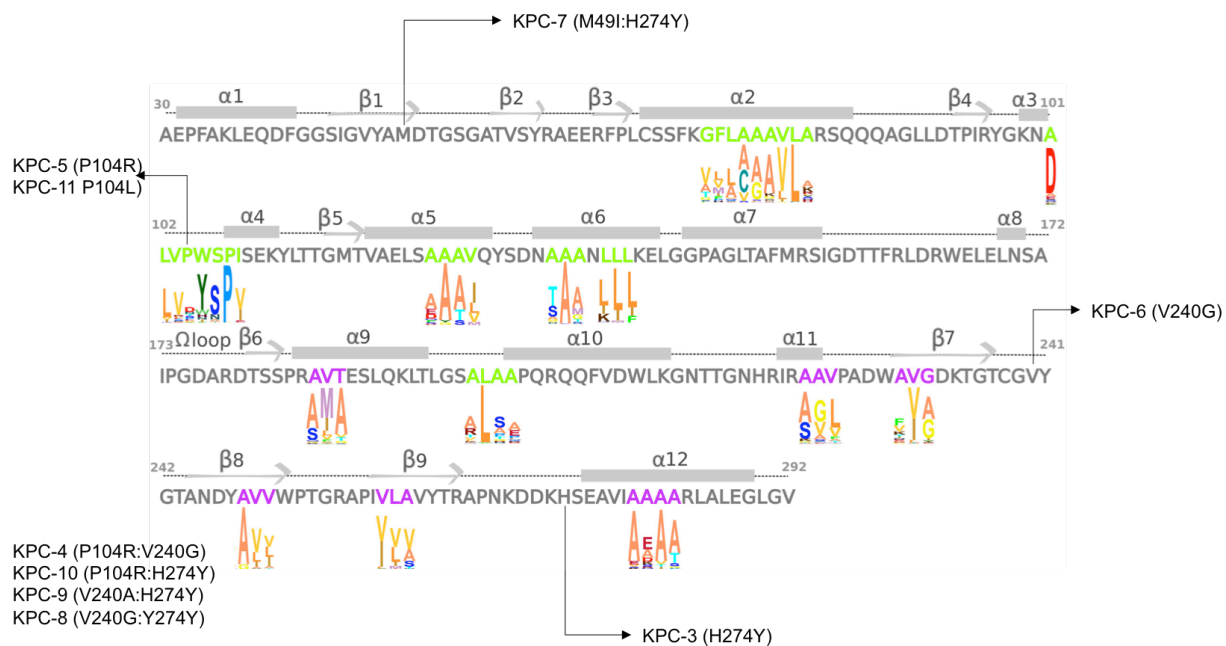 KPC-7 (M49I:H274Y)
α1 β1 β2 β3 α2 β4 α3
30 101
AEPFAKLEQDFGGSIGVYAMDTGSGATVSYRAEERFPLCSSFKGFLAAAVLARSQQQAGLLDTPIRYGKNA
KPC-5 (P104R)
KPC-11 P104L)
α4 β5 α5 α6 α7 α8
102 172
LVPWSPISEKYLTTGMTVAELSAAAVQYSDNAAANLLLKELGGPAGLTAFMRSIGDTTFRLDRWELELNSA
KPC-6 (V240G)
173 Ωloop β6 α9 α10 α11 β7 241
IPGDARDTSSPRAVTESLQKLTLGSALAAPQRQQFVDWLKGNTTGNHRIRAAVPADWAVGDKTGTCGVY
242 β8 β9 α12 292
GTANDYAVVWPTGRAPIVLAVYTRAPNKDDKHSEAVIAAAARLALEGLGV
KPC-4 (P104R:V240G)
KPC-10 (P104R:H274Y)
KPC-9 (V240A:H274Y)
KPC-8 (V240G:Y274Y)
KPC-3 (H274Y)